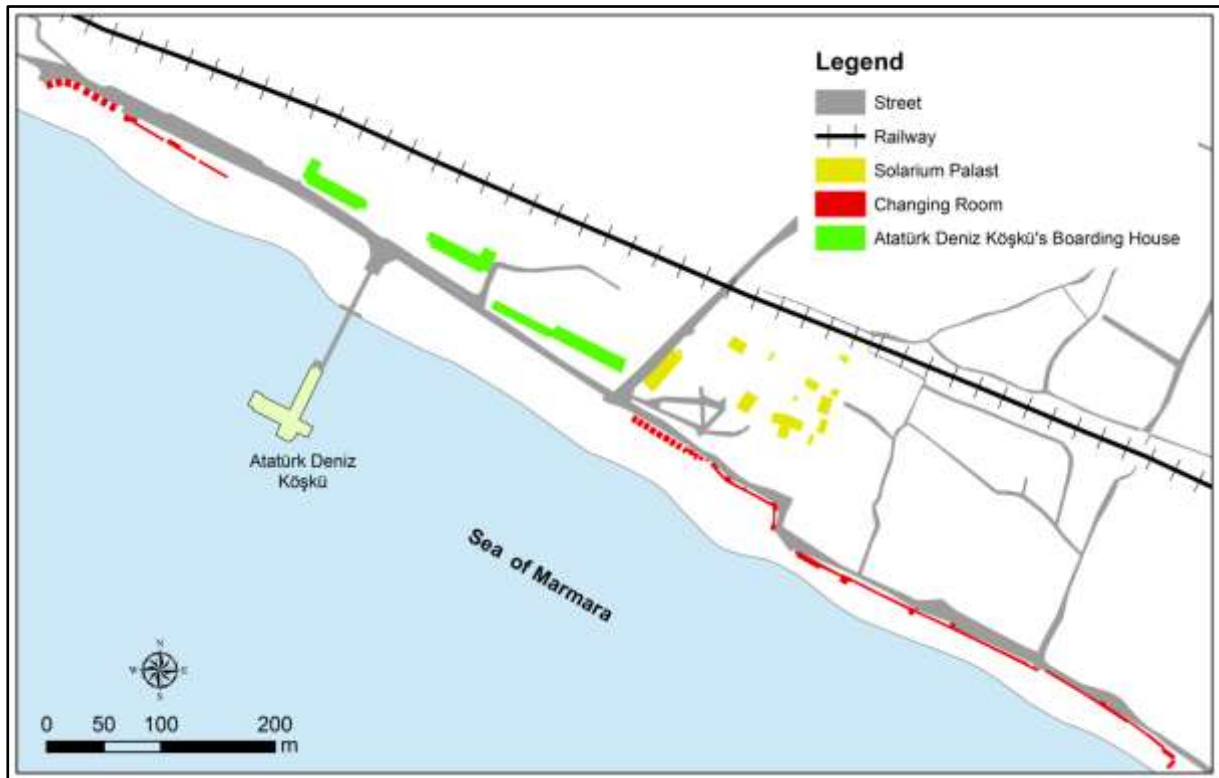 Legend
Street
Railway
Solarium Palast
Changing Room
Atatürk Deniz Köşkü's Boarding House
Atatürk Deniz
Köşkü
Sea of Marmara
N
W E
S
0 50 100 200
m